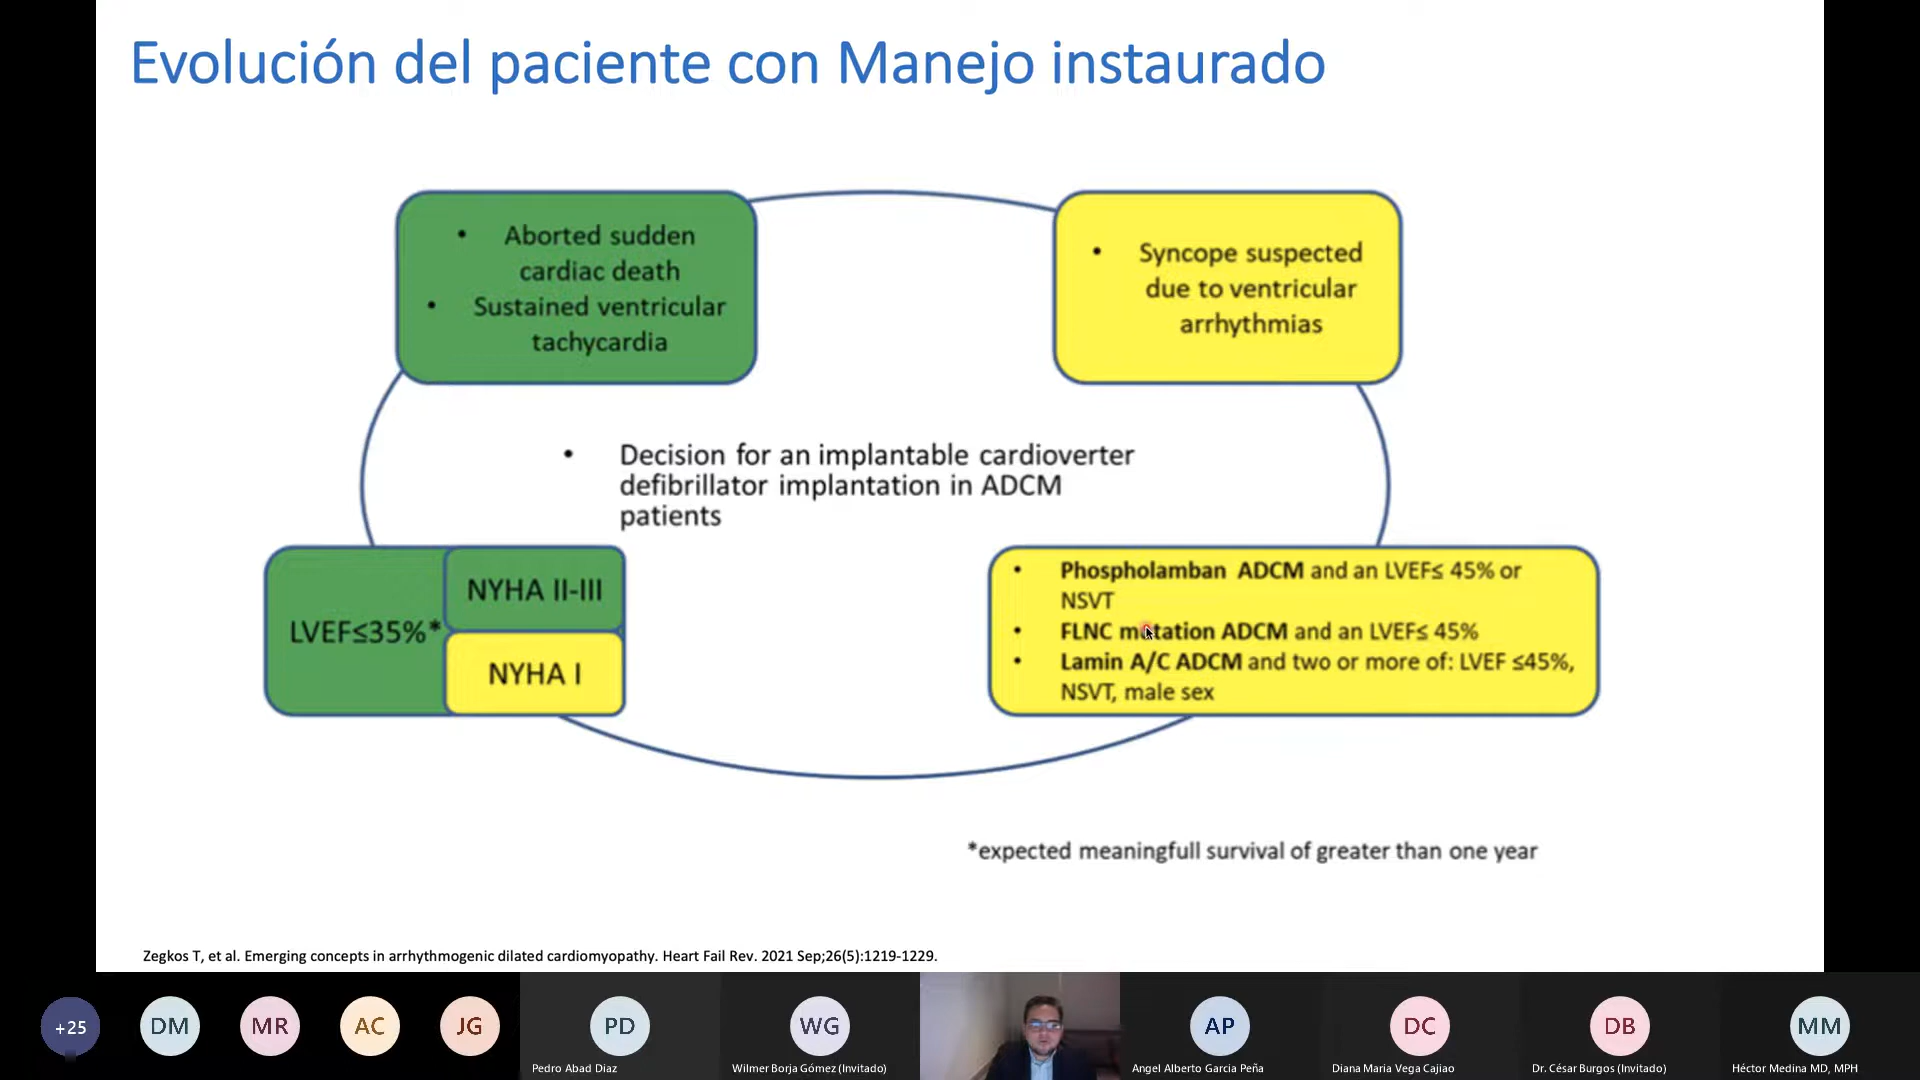 Evolución del paciente con Manejo instaurado
• Aborted sudden
cardiac death
• Sustained ventricular
tachycardia
• Syncope suspected
due to ventricular
arrhythmias
• Decision for an implantable cardioverter
defibrillator implantation in ADCM
patients
LVEF≤35%*
NYHA II-III
NYHA I
• Phospholamban ADCM and an LVEF≤ 45% or
NSVT
• FLNC mutation ADCM and an LVEF≤ 45%
• Lamin A/C ADCM and two or more of: LVEF ≤45%,
NSVT, male sex
*expected meaningfull survival of greater than one year
Zegkos T, et al. Emerging concepts in arrhythmogenic dilated cardiomyopathy. Heart Fail Rev. 2021 Sep;26(5):1219-1229.
+25
DM
MR
AC
JG
PD
WG
AP
DC
DB
MM
Pedro Abad Diaz
Wilmer Borja Gómez (Invitado)
Angel Alberto Garcia Peña
Diana Maria Vega Cajiao
Dr. César Burgos (Invitado)
Héctor Medina MD, MPH